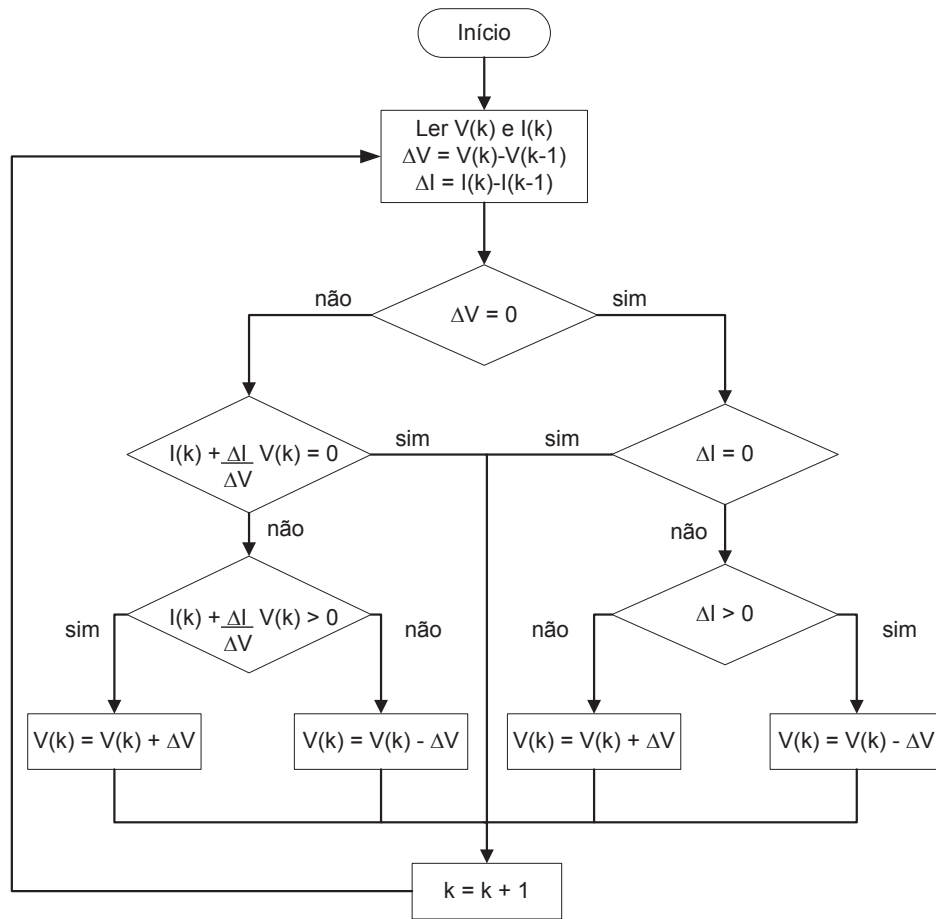 Início
Ler V(k) e I(k)
ΔV = V(k)-V(k-1)
ΔI = I(k)-I(k-1)
não
sim
ΔV = 0
I(k) + ΔI/ΔV V(k) = 0
sim
sim
ΔI = 0
não
não
I(k) + ΔI/ΔV V(k) > 0
sim
não
ΔI > 0
não
sim
V(k) = V(k) + ΔV
V(k) = V(k) - ΔV
V(k) = V(k) + ΔV
V(k) = V(k) - ΔV
k = k + 1